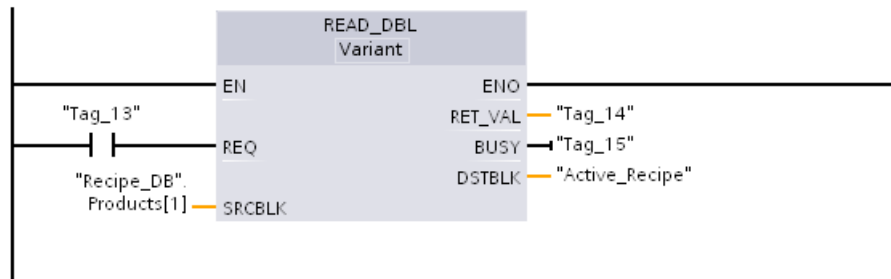 READ_DBL
Variant
EN
ENO
"Tag_13"
RET_VAL
"Tag_14"
REQ
BUSY
"Tag_15"
"Recipe_DB".
Products[1]
SRCBLK
DSTBLK
"Active_Recipe"